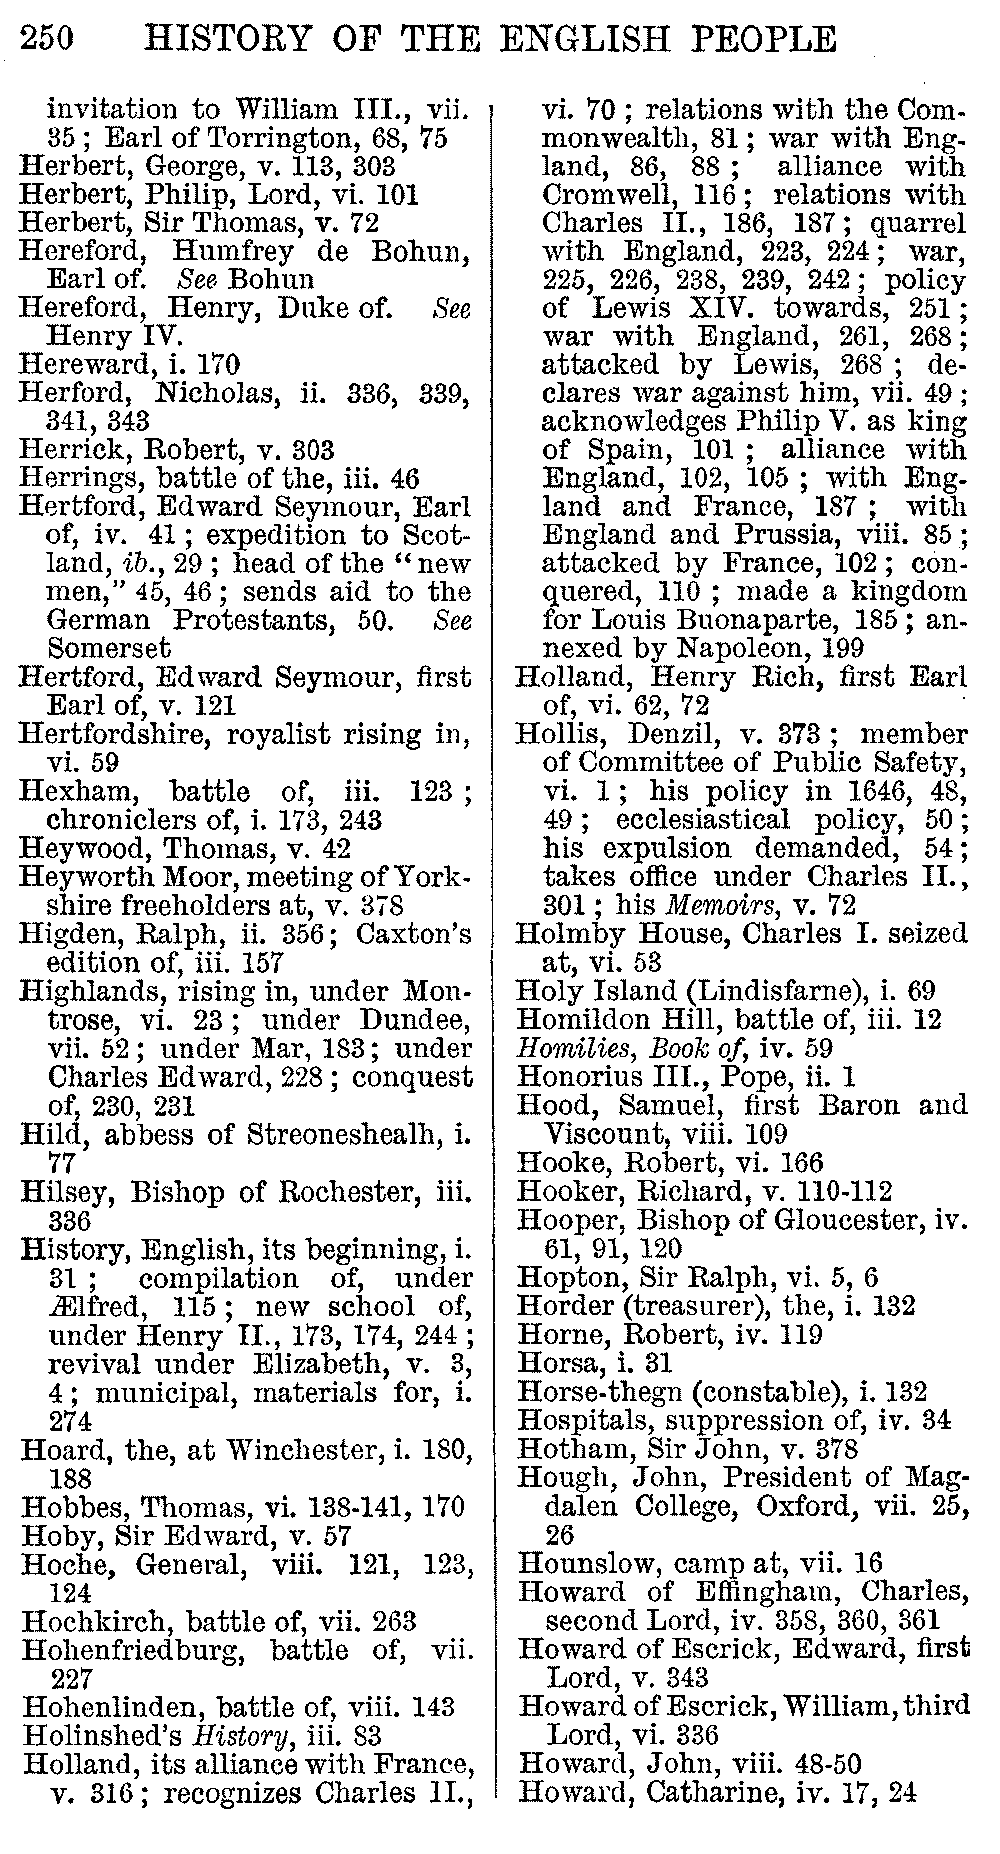 250 HISTORY OF THE ENGLISH PEOPLE
invitation to William III., vii.
35 ; Earl of Torrington, 68, 75
Herbert, George, v. 113, 303
Herbert, Philip, Lord, vi. 101
Herbert, Sir Thomas, v. 72
Hereford, Humfrey de Bohun,
Earl of. See Bohun
Hereford, Henry, Duke of. See
Henry IV.
Hereward, i. 170
Herford, Nicholas, ii. 336, 339,
341, 343
Herrick, Robert, v. 303
Herrings, battle of the, iii. 46
Hertford, Edward Seymour, Earl
of, iv. 41 ; expedition to Scot-
land, ib., 29 ; head of the “new
men,” 45, 46 ; sends aid to the
German Protestants, 50. See
Somerset
Hertford, Edward Seymour, first
Earl of, v. 121
Hertfordshire, royalist rising in,
vi. 59
Hexham, battle of, iii. 123 ;
chroniclers of, i. 173, 243
Heywood, Thomas, v. 42
Heyworth Moor, meeting of York-
shire freeholders at, v. 378
Higden, Ralph, ii. 356 ; Caxton's
edition of, iii. 157
Highlands, rising in, under Mon-
trose, vi. 23 ; under Dundee,
vii. 52 ; under Mar, 183 ; under
Charles Edward, 228 ; conquest
of, 230, 231
Hild, abbess of Streoneshealh, i.
77
Hilsey, Bishop of Rochester, iii.
336
History, English, its beginning, i.
31 ; compilation of, under
Ælfred, 115 ; new school of,
under Henry II., 173, 174, 244 ;
revival under Elizabeth, v. 3,
4 ; municipal, materials for, i.
274
Hoard, the, at Winchester, i. 180,
188
Hobbes, Thomas, vi. 138-141, 170
Hoby, Sir Edward, v. 57
Hoche, General, viii. 121, 123,
124
Hochkirch, battle of, vii. 263
Hohenfriedburg, battle of, vii.
227
Hohenlinden, battle of, viii. 143
Holinshed's History, iii. 83
Holland, its alliance with France,
v. 316 ; recognizes Charles II.,
vi. 70 ; relations with the Com-
monwealth, 81 ; war with Eng-
land, 86, 88 ; alliance with
Cromwell, 116 ; relations with
Charles II., 186, 187 ; quarrel
with England, 223, 224 ; war,
225, 226, 238, 239, 242 ; policy
of Lewis XIV. towards, 251 ;
war with England, 261, 268 ;
attacked by Lewis, 268 ; de-
clares war against him, vii. 49 ;
acknowledges Philip V. as king
of Spain, 101 ; alliance with
England, 102, 105 ; with Eng-
land and France, 187 ; with
England and Prussia, viii. 85 ;
attacked by France, 102 ; con-
quered, 110 ; made a kingdom
for Louis Buonaparte, 185 ; an-
nexed by Napoleon, 199
Holland, Henry Rich, first Earl
of, vi. 62, 72
Hollis, Denzil, v. 373 ; member
of Committee of Public Safety,
vi. 1 ; his policy in 1646, 48,
49 ; ecclesiastical policy, 50 ;
his expulsion demanded, 54 ;
takes office under Charles II.,
301 ; his Memoirs, v. 72
Holmby House, Charles I. seized
at, vi. 53
Holy Island (Lindisfarne), i. 69
Homildon Hill, battle of, iii. 12
Homilies, Book of, iv. 59
Honorius III., Pope, ii. 1
Hood, Samuel, first Baron and
Viscount, viii. 109
Hooke, Robert, vi. 166
Hooker, Richard, v. 110-112
Hooper, Bishop of Gloucester, iv.
61, 91, 120
Hopton, Sir Ralph, vi. 5, 6
Horder (treasurer), the, i. 132
Horne, Robert, iv. 119
Horsa, i. 31
Horse-thegn (constable), i. 132
Hospitals, suppression of, iv. 34
Hotham, Sir John, v. 378
Hough, John, President of Mag-
dalen College, Oxford, vii. 25,
26
Hounslow, camp at, vii. 16
Howard of Effingham, Charles,
second Lord, iv. 358, 360, 361
Howard of Escrick, Edward, first
Lord, v. 343
Howard of Escrick, William, third
Lord, vi. 336
Howard, John, viii. 48-50
Howard, Catharine, iv. 17, 24